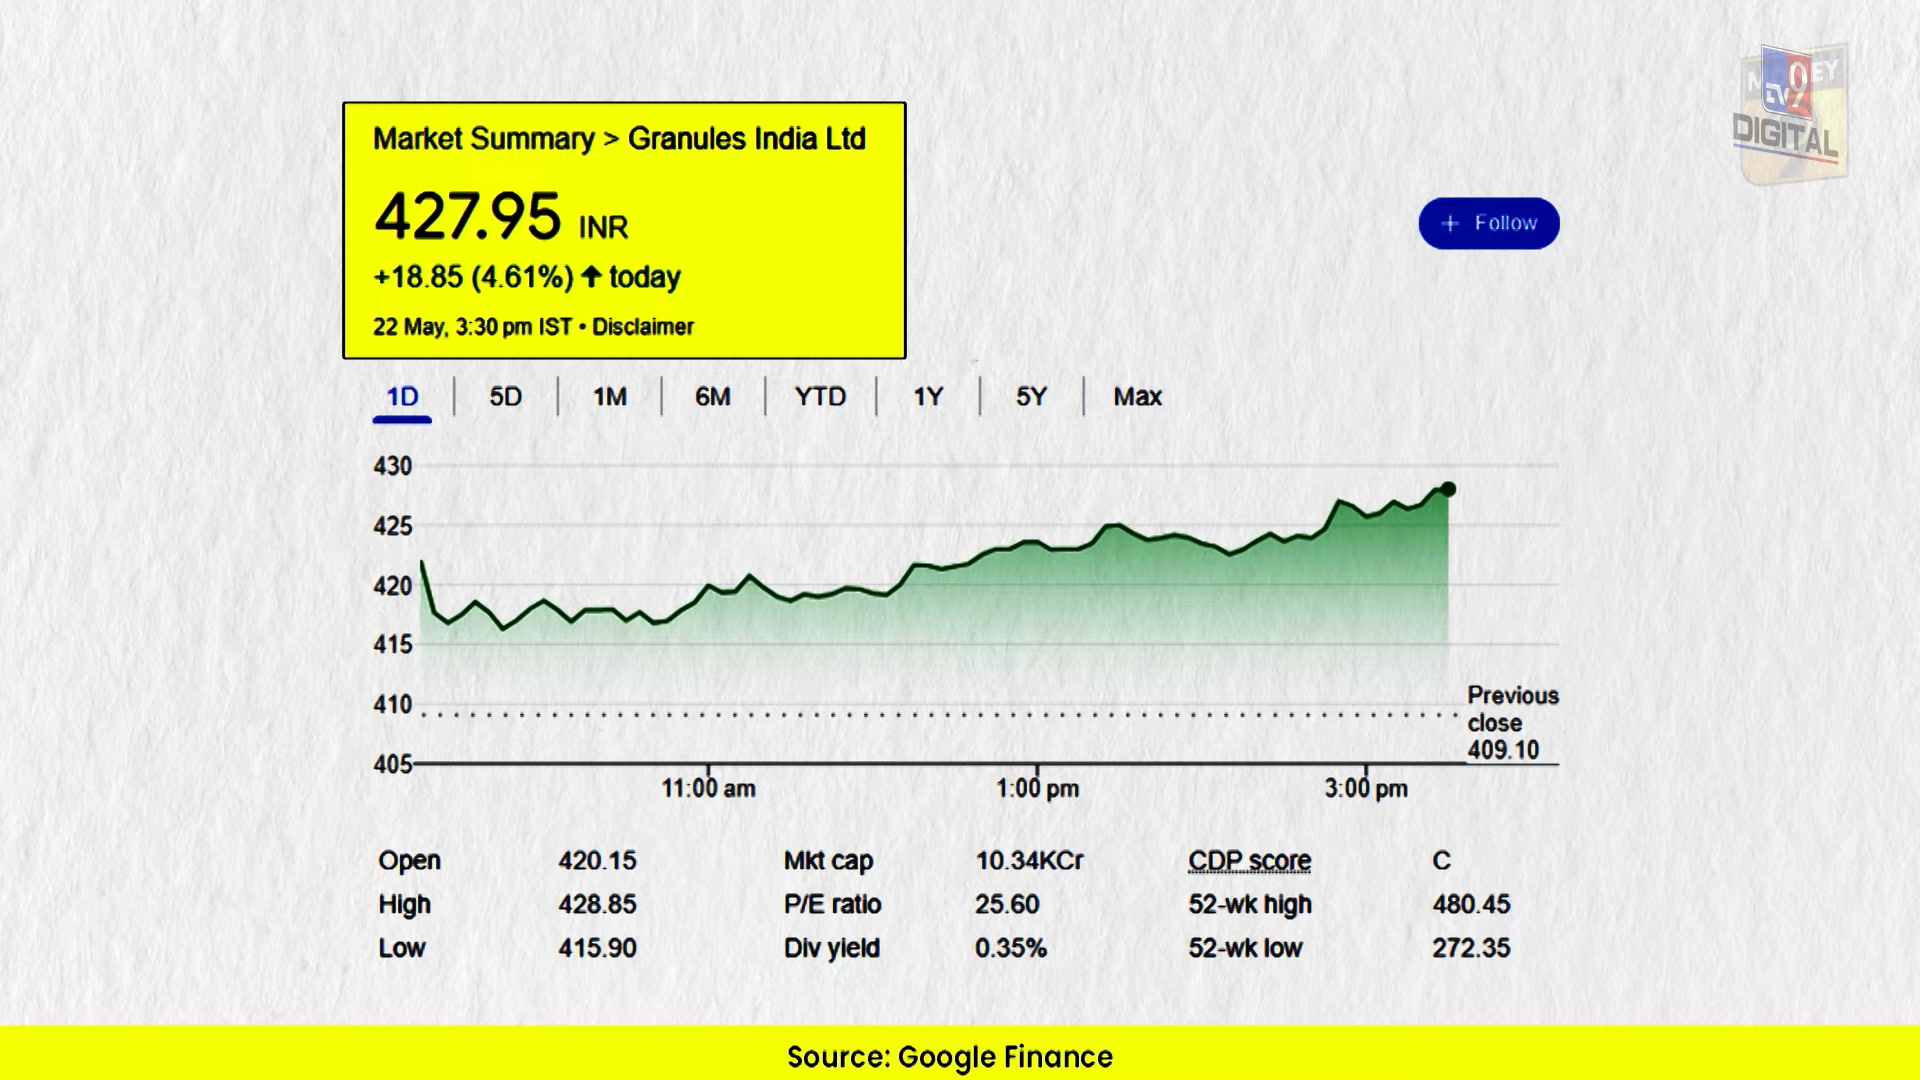 MONEY
TV9
DIGITAL
Market Summary > Granules India Ltd
427.95 INR
+18.85 (4.61%) ↑ today
22 May, 3:30 pm IST • Disclaimer
+ Follow
1D 5D 1M 6M YTD 1Y 5Y Max
430
425
420
415
410
405
Previous
close
409.10
11:00 am 1:00 pm 3:00 pm
Open 420.15 Mkt cap 10.34KCr CDP score C
High 428.85 P/E ratio 25.60 52-wk high 480.45
Low 415.90 Div yield 0.35% 52-wk low 272.35
Source: Google Finance